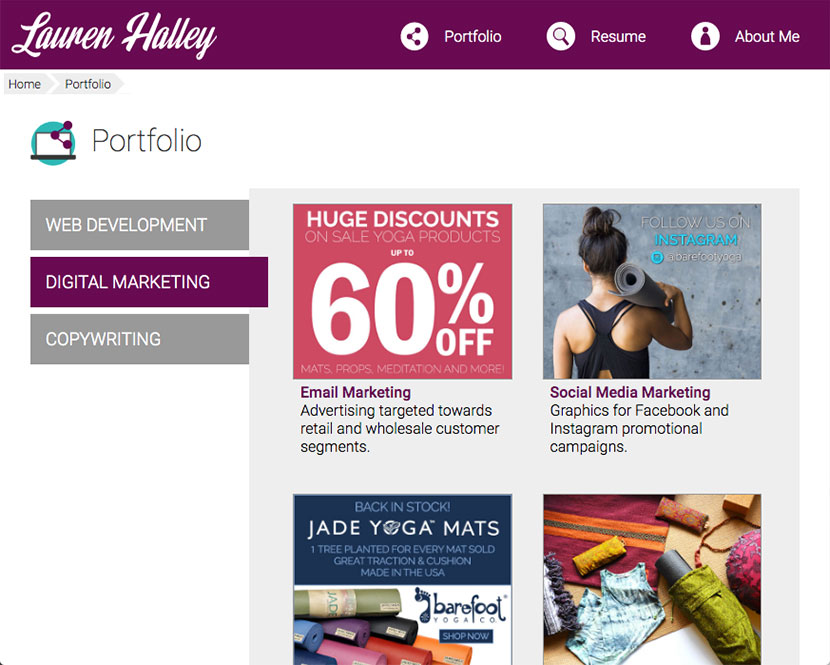 Lauren Halley
Portfolio
Resume
About Me
Home
Portfolio
Portfolio
WEB DEVELOPMENT
DIGITAL MARKETING
COPYWRITING
HUGE DISCOUNTS
ON SALE YOGA PRODUCTS
UP TO
60%
OFF
MATS, PROPS, MEDITATION AND MORE!
Email Marketing
Advertising targeted towards
retail and wholesale customer
segments.
FOLLOW US ON
INSTAGRAM
@barefootyoga
Social Media Marketing
Graphics for Facebook and
Instagram promotional
campaigns.
BACK IN STOCK!
JADE YOGA™ MATS
1 TREE PLANTED FOR EVERY MAT SOLD
GREAT TRACTION & CUSHION
MADE IN THE USA
JADE
barefoot®
YOGA CO.
SHOP NOW